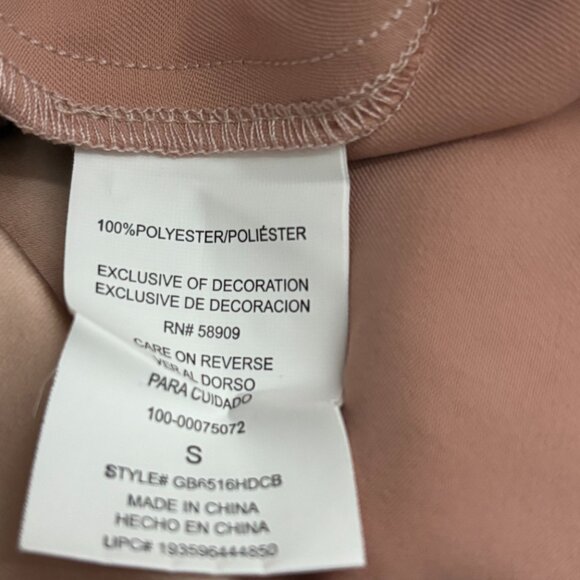 100%POLYESTER/POLIÉSTER
EXCLUSIVE OF DECORATION
EXCLUSIVE DE DECORACION
RN# 58909
CARE ON REVERSE
VER AL DORSO
PARA CUIDADO
100-00075072
S
STYLE# GB6516HDCB
MADE IN CHINA
HECHO EN CHINA
UPC# 193596444850